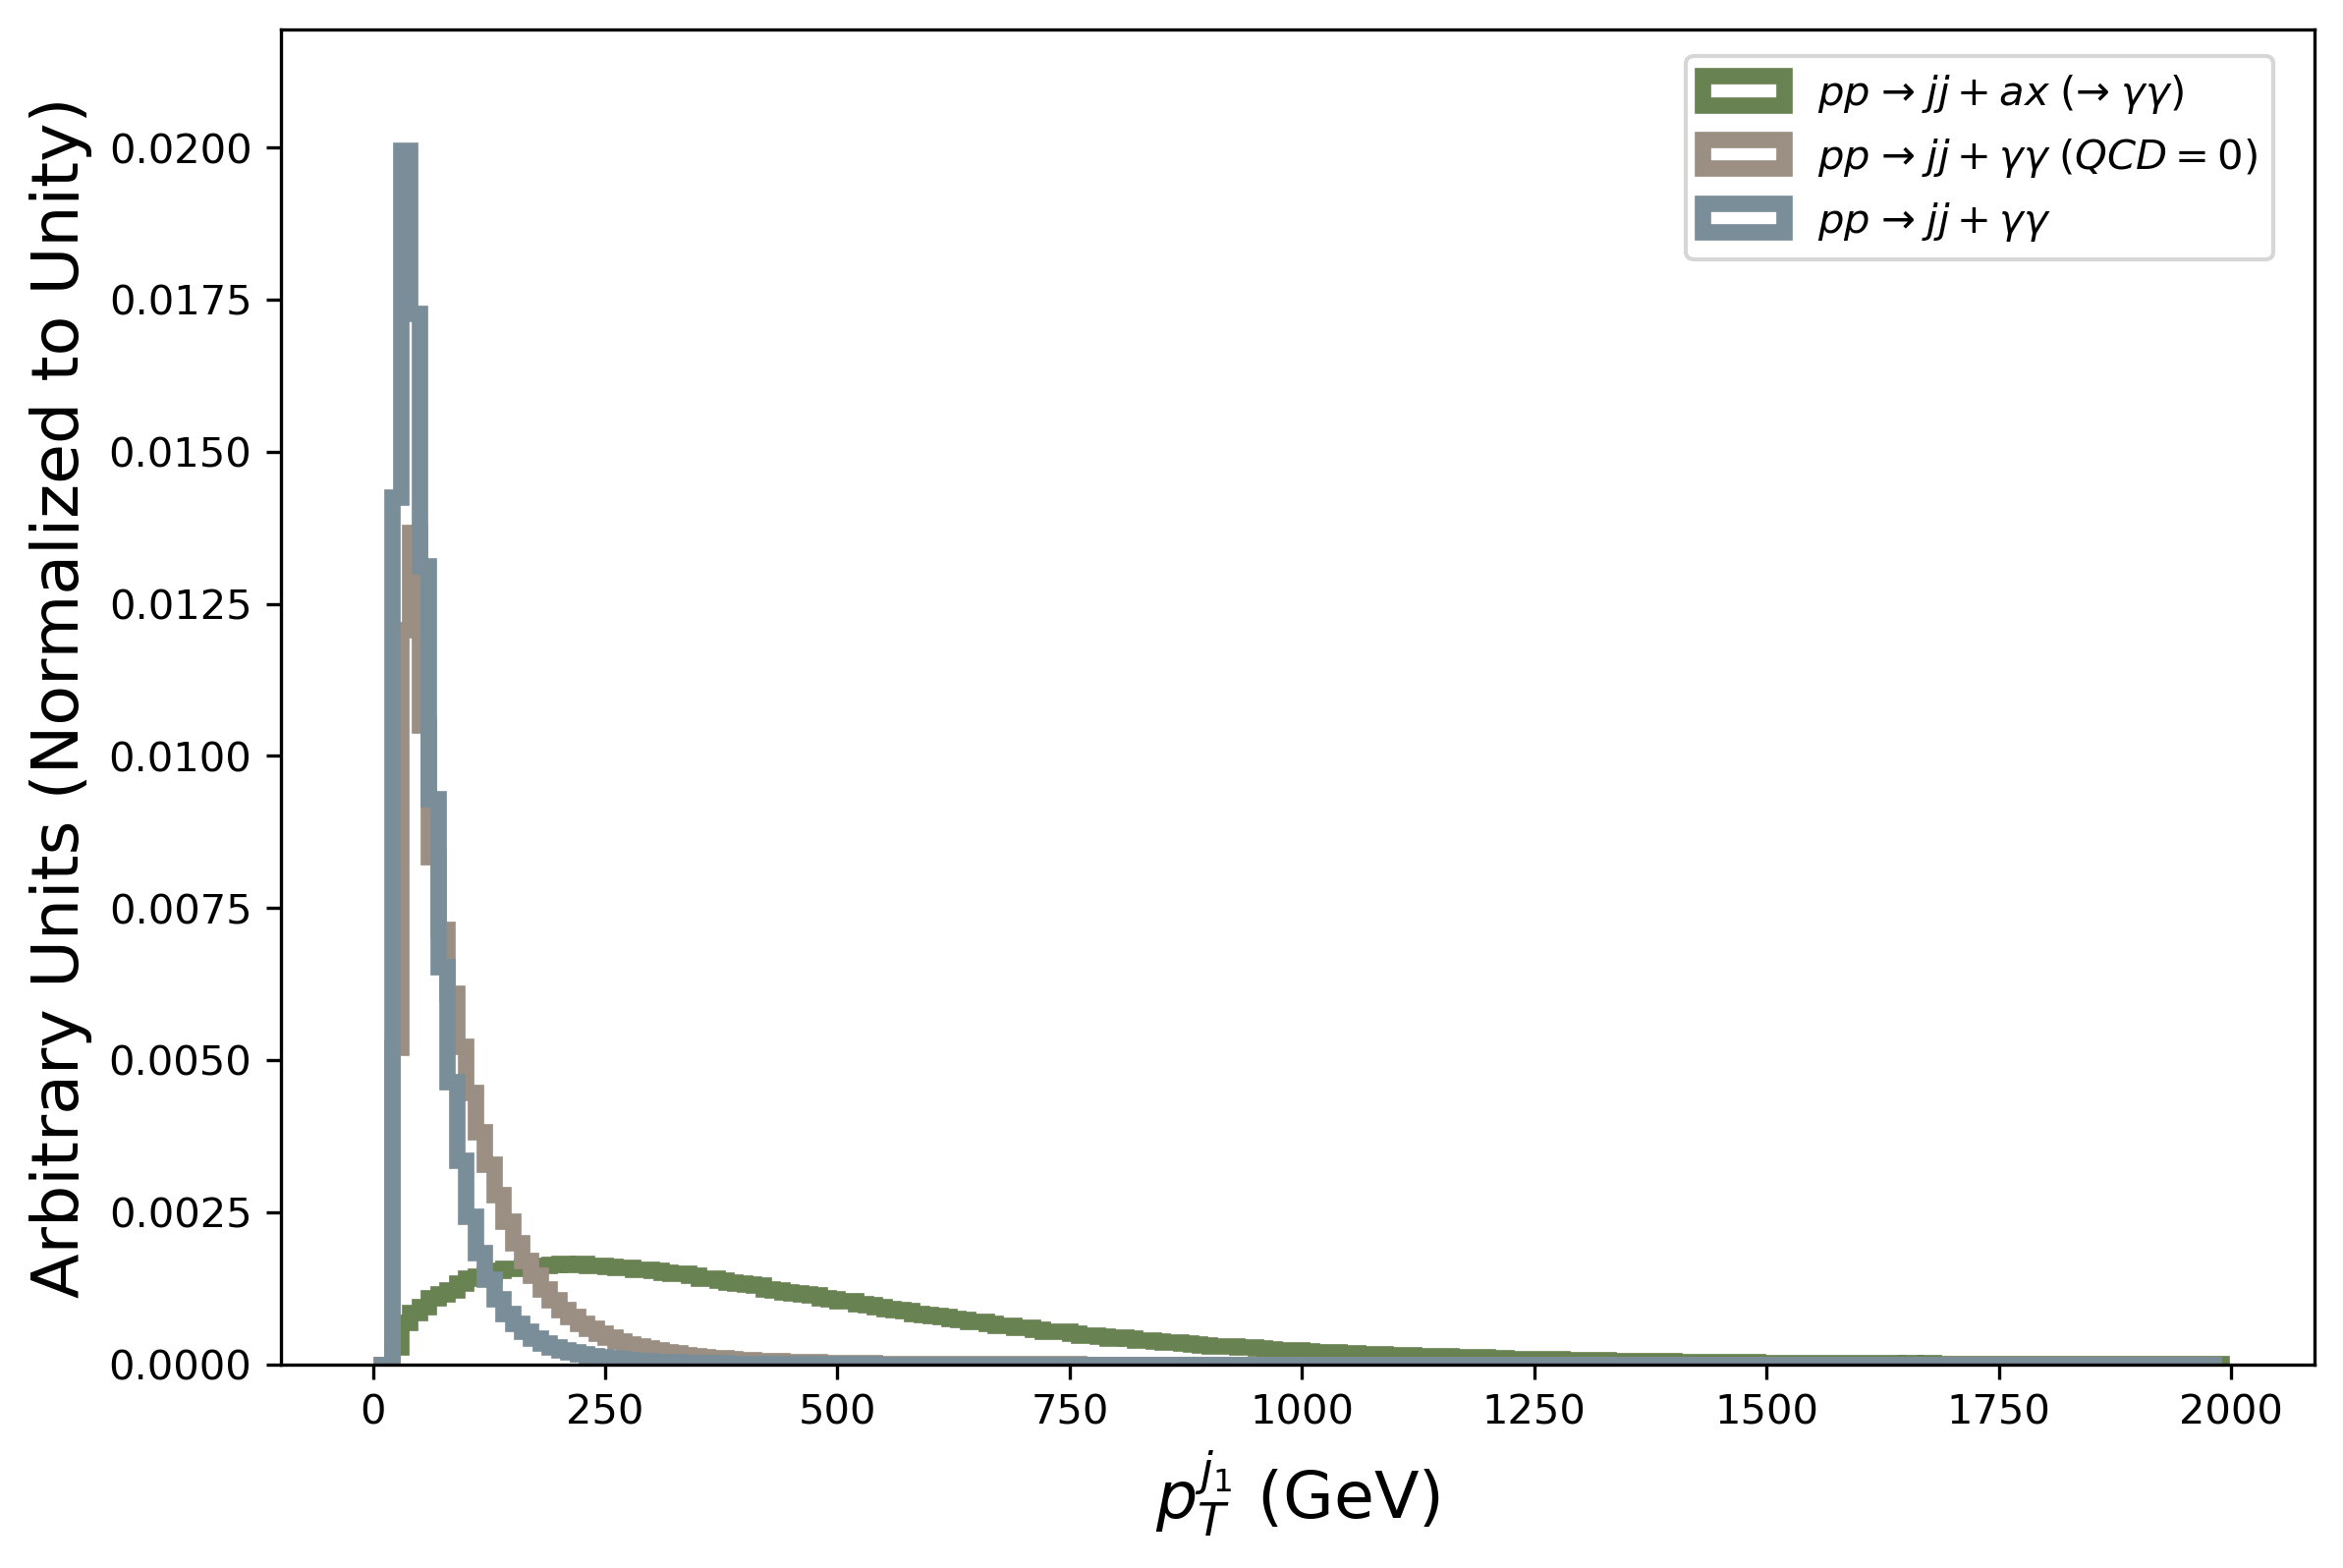 Arbitrary Units (Normalized to Unity)
0.0200
0.0175
0.0150
0.0125
0.0100
0.0075
0.0050
0.0025
0.0000
pp → jj + ax (→ γγ)
pp → jj + γγ (QCD = 0)
pp → jj + γγ
0 250 500 750 1000 1250 1500 1750 2000
p_T^{j_1} (GeV)